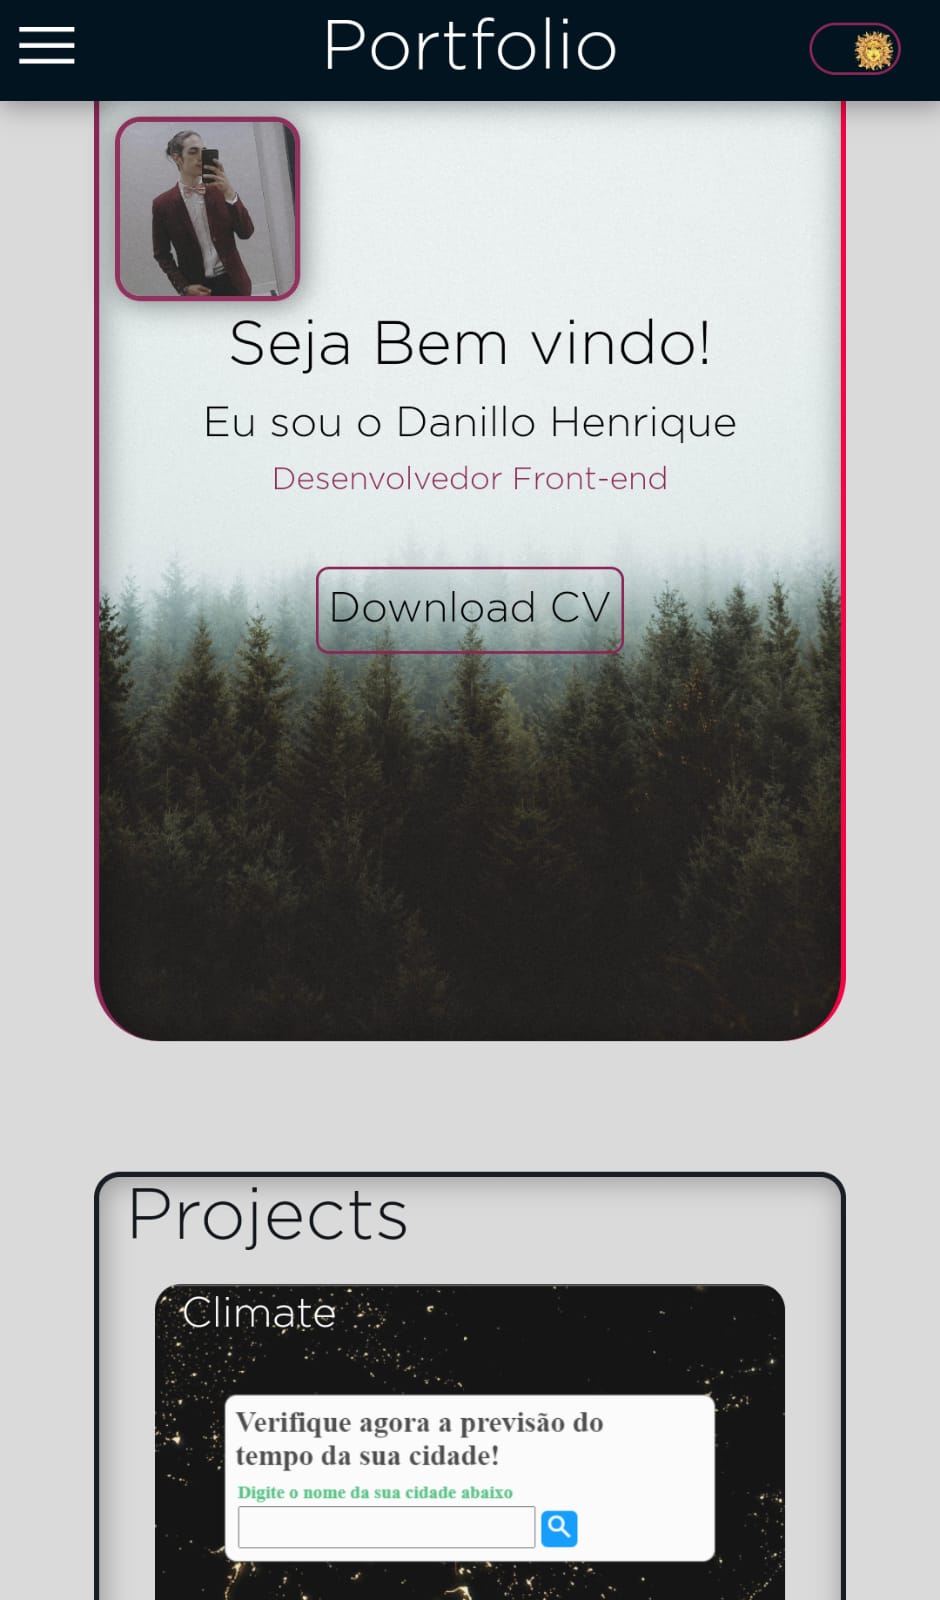 Portfolio
Seja Bem vindo!
Eu sou o Danillo Henrique
Desenvolvedor Front-end
Download CV
Projects
Climate
Verifique agora a previsão do
tempo da sua cidade!
Digite o nome da sua cidade abaixo